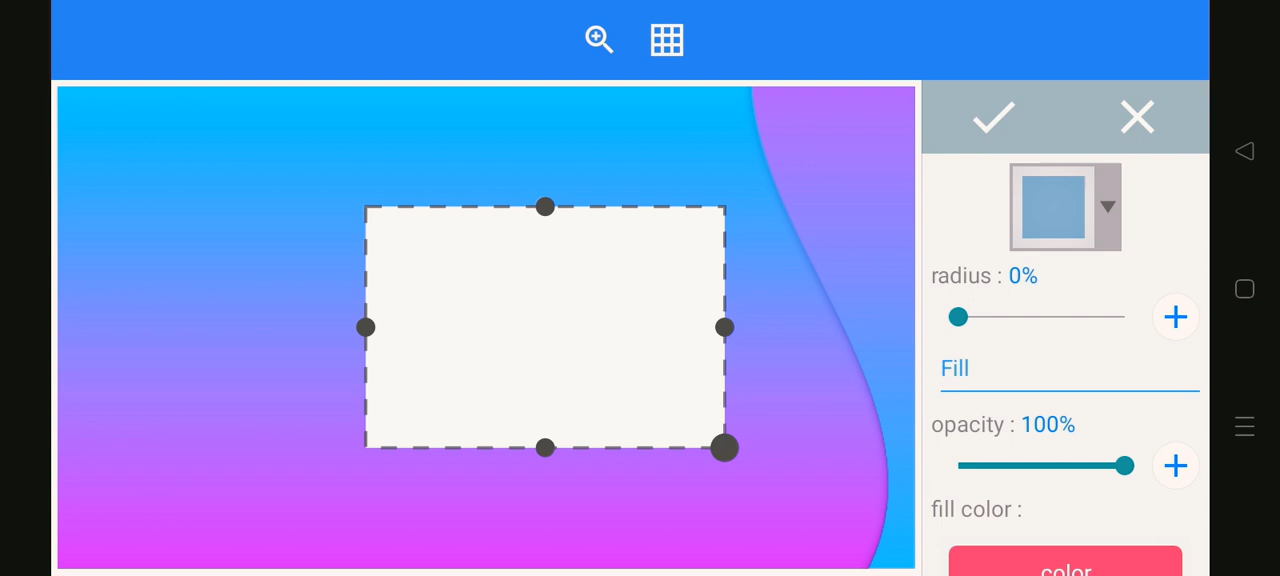 radius : 0%
Fill
opacity : 100%
fill color :
color